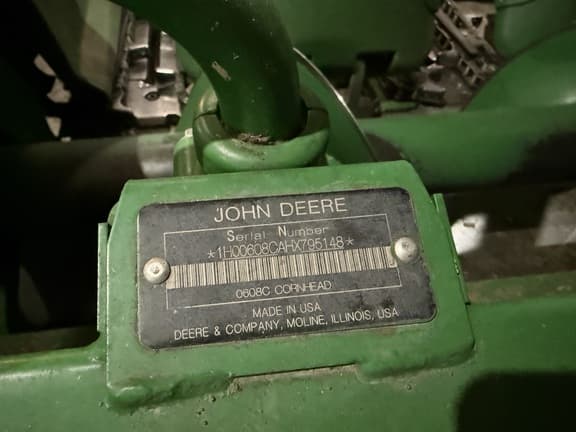 JOHN DEERE
Serial Number
*1H00608CAHX795148*
0608C CORNHEAD
MADE IN USA
DEERE & COMPANY, MOLINE, ILLINOIS, USA